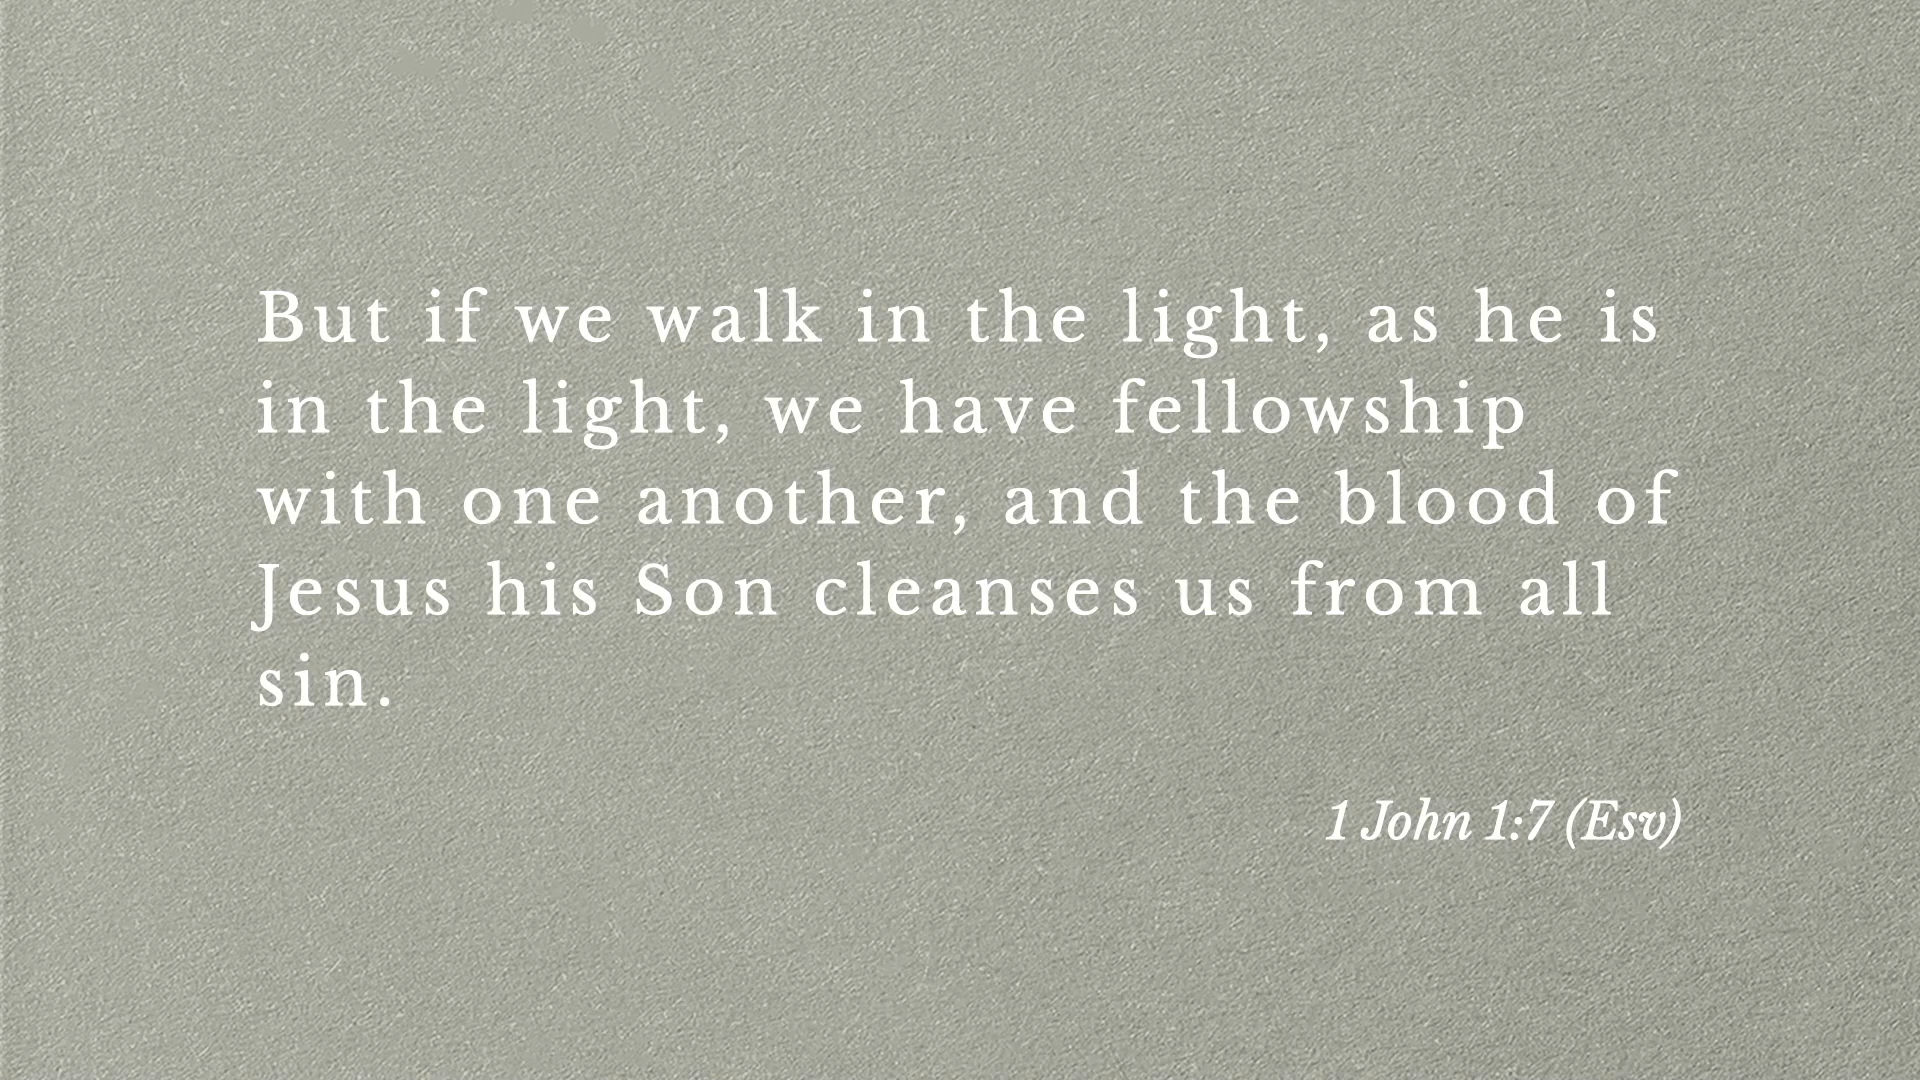 But if we walk in the light, as he is
in the light, we have fellowship
with one another, and the blood of
Jesus his Son cleanses us from all
sin.
1 John 1:7 (Esv)